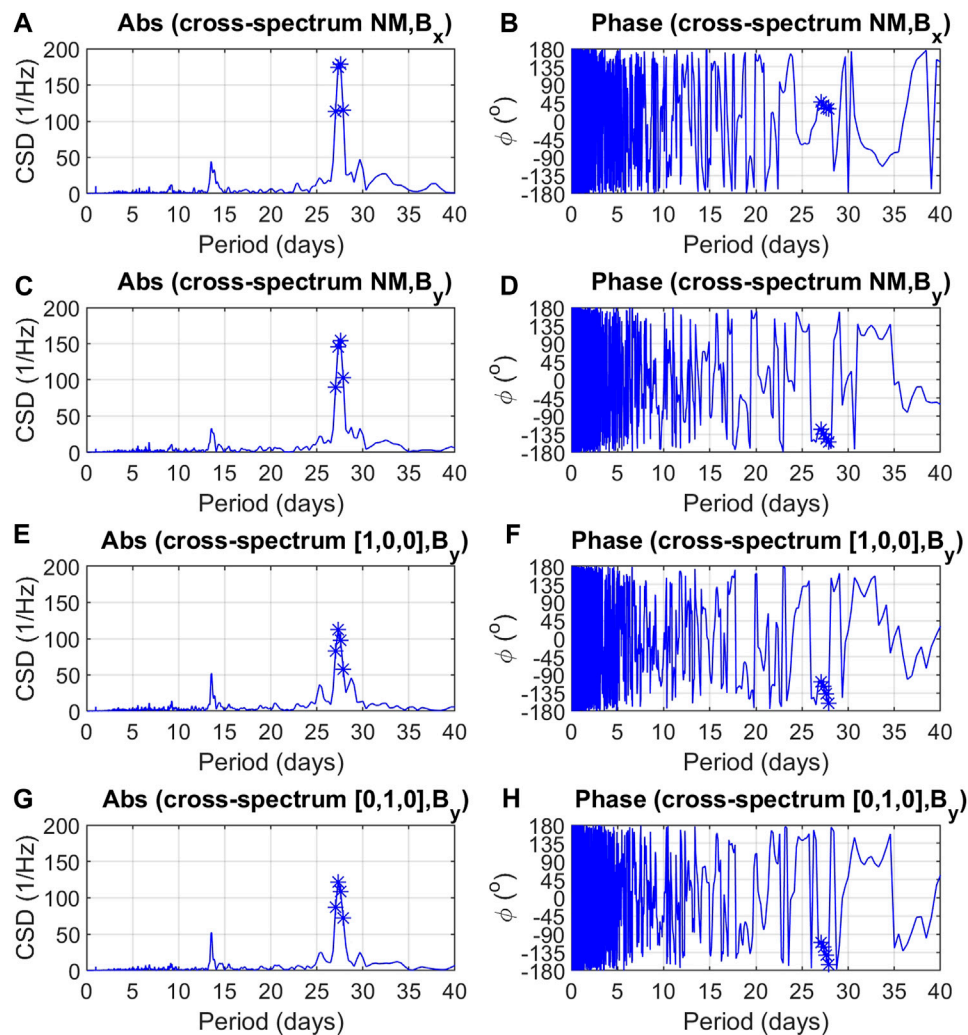 A Abs (cross-spectrum NM,Bx)
CSD (1/Hz)
200
150
100
50
0
0 5 10 15 20 25 30 35 40
Period (days)
B Phase (cross-spectrum NM,Bx)
ϕ (o)
180
135
90
45
0
-45
-90
-135
-180
0 5 10 15 20 25 30 35 40
Period (days)
C Abs (cross-spectrum NM,By)
CSD (1/Hz)
200
150
100
50
0
0 5 10 15 20 25 30 35 40
Period (days)
D Phase (cross-spectrum NM,By)
ϕ (o)
180
135
90
45
0
-45
-90
-135
-180
0 5 10 15 20 25 30 35 40
Period (days)
E Abs (cross-spectrum [1,0,0],By)
CSD (1/Hz)
200
150
100
50
0
0 5 10 15 20 25 30 35 40
Period (days)
F Phase (cross-spectrum [1,0,0],By)
ϕ (o)
180
135
90
45
0
-45
-90
-135
-180
0 5 10 15 20 25 30 35 40
Period (days)
G Abs (cross-spectrum [0,1,0],By)
CSD (1/Hz)
200
150
100
50
0
0 5 10 15 20 25 30 35 40
Period (days)
H Phase (cross-spectrum [0,1,0],By)
ϕ (o)
180
135
90
45
0
-45
-90
-135
-180
0 5 10 15 20 25 30 35 40
Period (days)